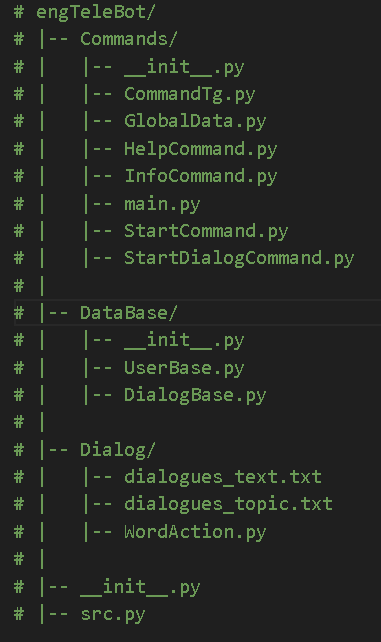 # engTeleBot/
# |-- Commands/
# |   |-- __init__.py
# |   |-- CommandTg.py
# |   |-- GlobalData.py
# |   |-- HelpCommand.py
# |   |-- InfoCommand.py
# |   |-- main.py
# |   |-- StartCommand.py
# |   |-- StartDialogCommand.py
# |
# |-- DataBase/
# |   |-- __init__.py
# |   |-- UserBase.py
# |   |-- DialogBase.py
# |
# |-- Dialog/
# |   |-- dialogues_text.txt
# |   |-- dialogues_topic.txt
# |   |-- WordAction.py
# |
# |-- __init__.py
# |-- src.py